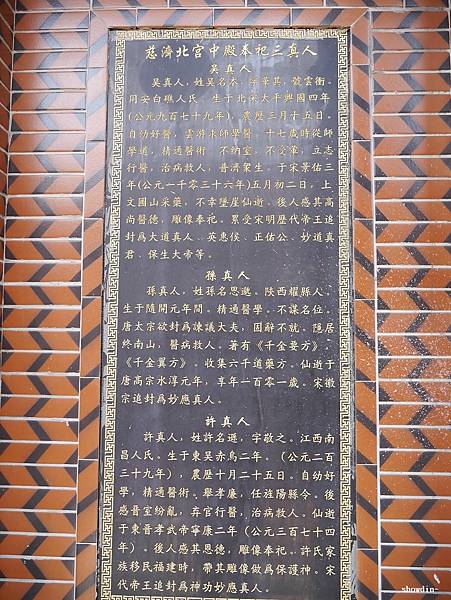 慈濟北宮中殿奉祀三真人
吳真人
吳真人，姓吳名本，字華其，號雲衝。
同安白礁人氏，生于北宋太平興國四年
(公元九百七十九年)，農歷三月十五日。
自幼好醫，雲游求師學醫，十七歲時從師
學道，精通醫術，不納室，不受葷，立志
行醫，治病救人，普濟衆生。于宋景佑三
年(公元一千零三十六年)五月初二日，上
文圃山采藥，不幸墜崖仙逝。後人感其高
尚醫德，雕像奉祀。累受宋明歷代帝王追
封爲大道真人、英惠侯、正佑公、妙道真
君、保生大帝等。
孫真人
孫真人，姓孫名思邈，陝西耀縣人。
生于隨開元年間。精通醫學。不謀名位。
唐太宗欲封爲諫議大夫，固辭不就。隱居
終南山，醫病救人。著有《千金要方》、
《千金翼方》。收集六千道藥方。仙逝于
唐高宗永淳元年，享年一百零一歲。宋徽
宗追封爲妙應真人。
許真人
許真人，姓許名遜，字敬之。江西南
昌人氏。生于東吳赤烏二年。（公元二百
三十九年），農歷十月二十五日。自幼好
學，精通醫術。舉孝廉，任旌陽縣令。後
感晉室紛亂，弃官行醫，治病救人。仙逝
于東晉孝武帝寧康二年（公元三百七十四
年）。後人感其恩德，雕像奉祀。許氏家
族移民福建時，帶其雕像做爲保護神。宋
代帝王追封爲神功妙應真人。
showdin~